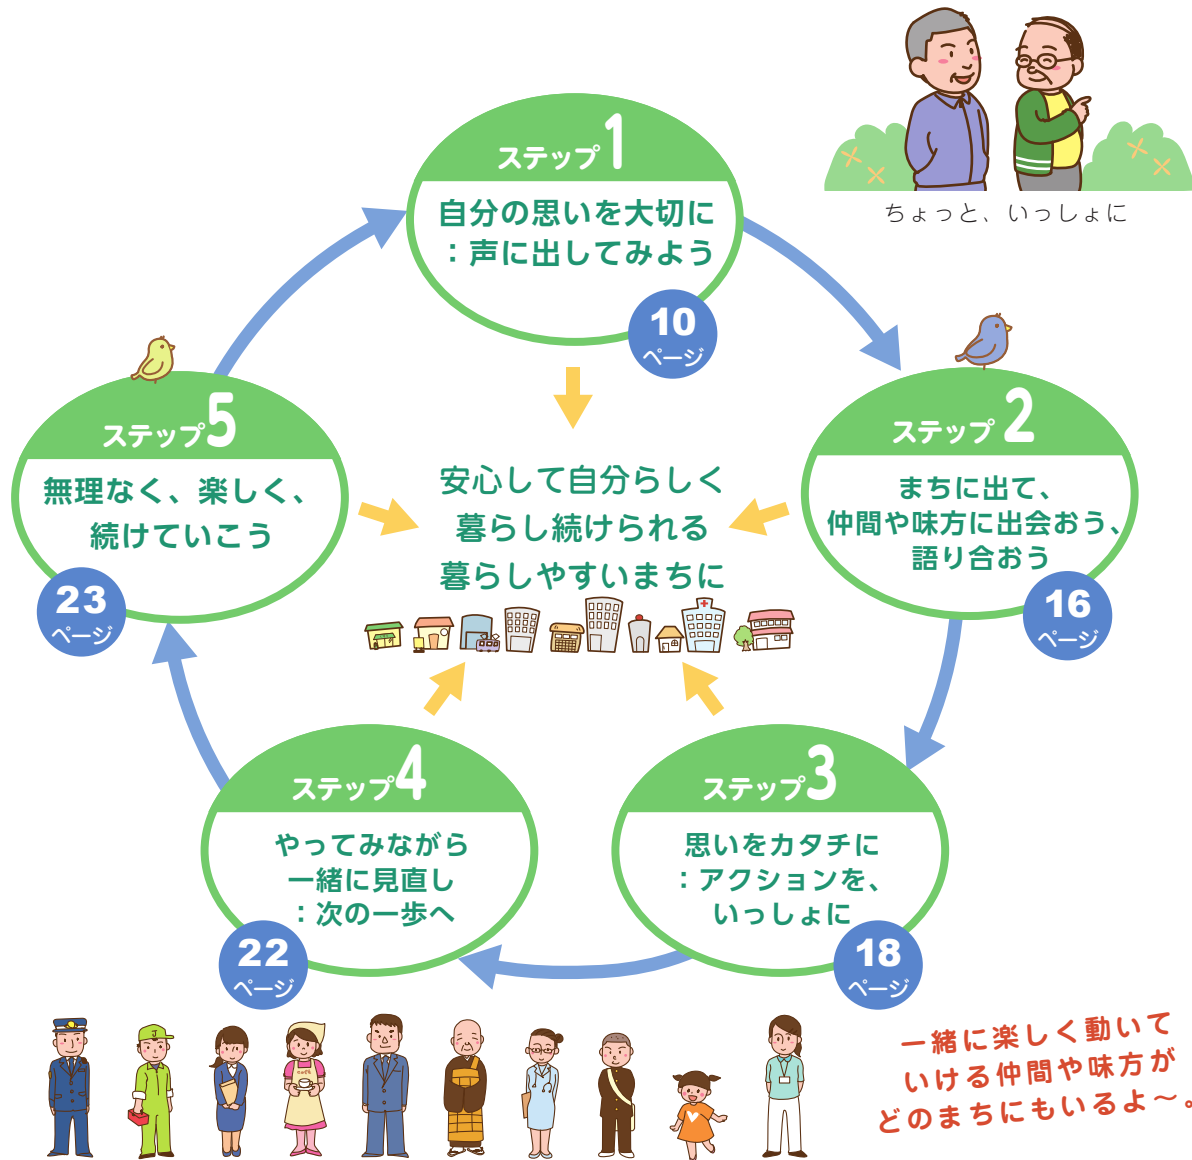 ちょっと、いっしょに
ステップ1
自分の思いを大切に
：声に出してみよう
10
ページ
ステップ2
まちに出て、
仲間や味方に出会おう、
語り合おう
16
ページ
ステップ3
思いをカタチに
：アクションを、
いっしょに
18
ページ
ステップ4
やってみながら
一緒に見直し
：次の一歩へ
22
ページ
ステップ5
無理なく、楽しく、
続けていこう
23
ページ
安心して自分らしく
暮らし続けられる
暮らしやすいまちに
J
café
一緒に楽しく動いて
いける仲間や味方が
どのまちにもいるよ～。